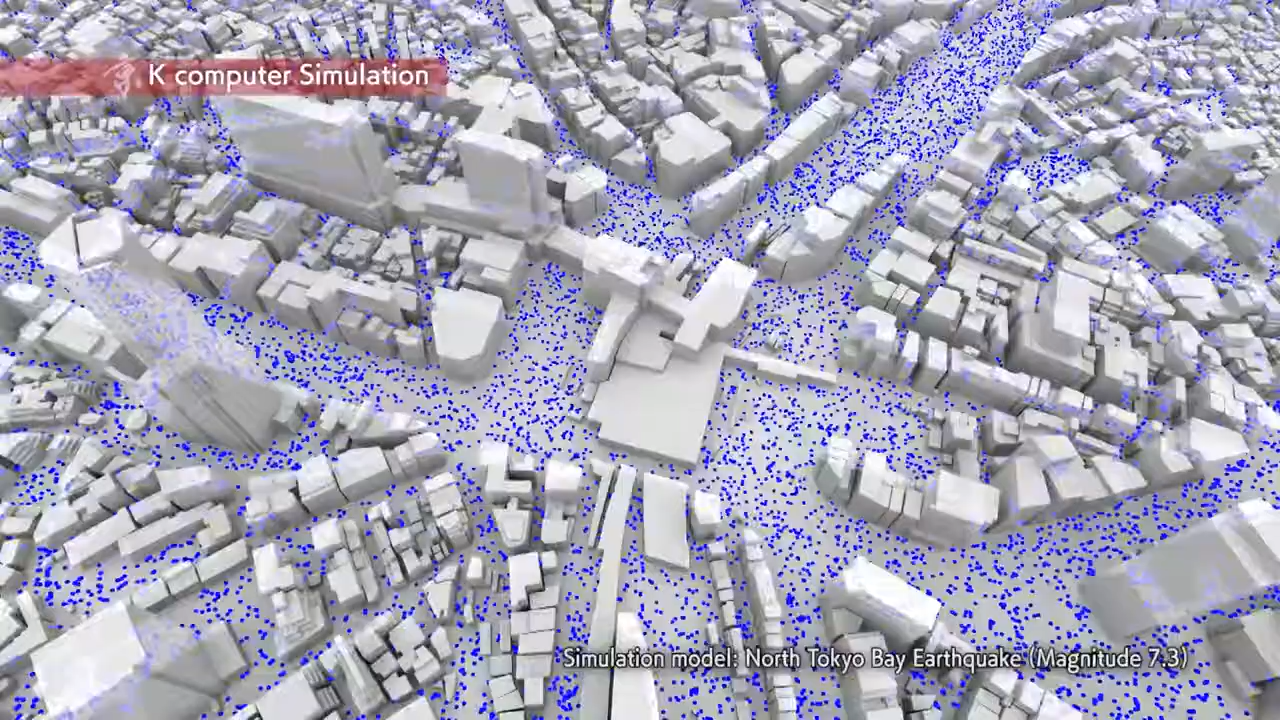 K computer Simulation
Simulation model: North Tokyo Bay Earthquake (Magnitude 7.3)